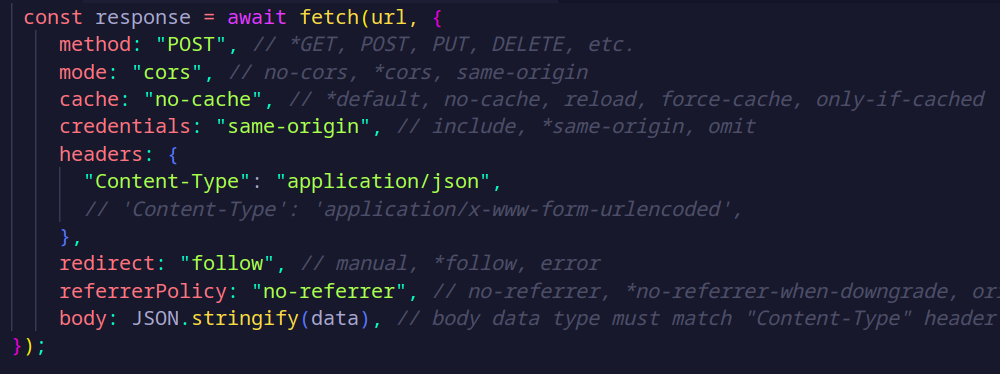 const response = await fetch(url, {
method: "POST", // *GET, POST, PUT, DELETE, etc.
mode: "cors", // no-cors, *cors, same-origin
cache: "no-cache", // *default, no-cache, reload, force-cache, only-if-cached
credentials: "same-origin", // include, *same-origin, omit
headers: {
"Content-Type": "application/json",
// 'Content-Type': 'application/x-www-form-urlencoded',
},
redirect: "follow", // manual, *follow, error
referrerPolicy: "no-referrer", // no-referrer, *no-referrer-when-downgrade,
body: JSON.stringify(data), // body data type must match "Content-Type" header
});